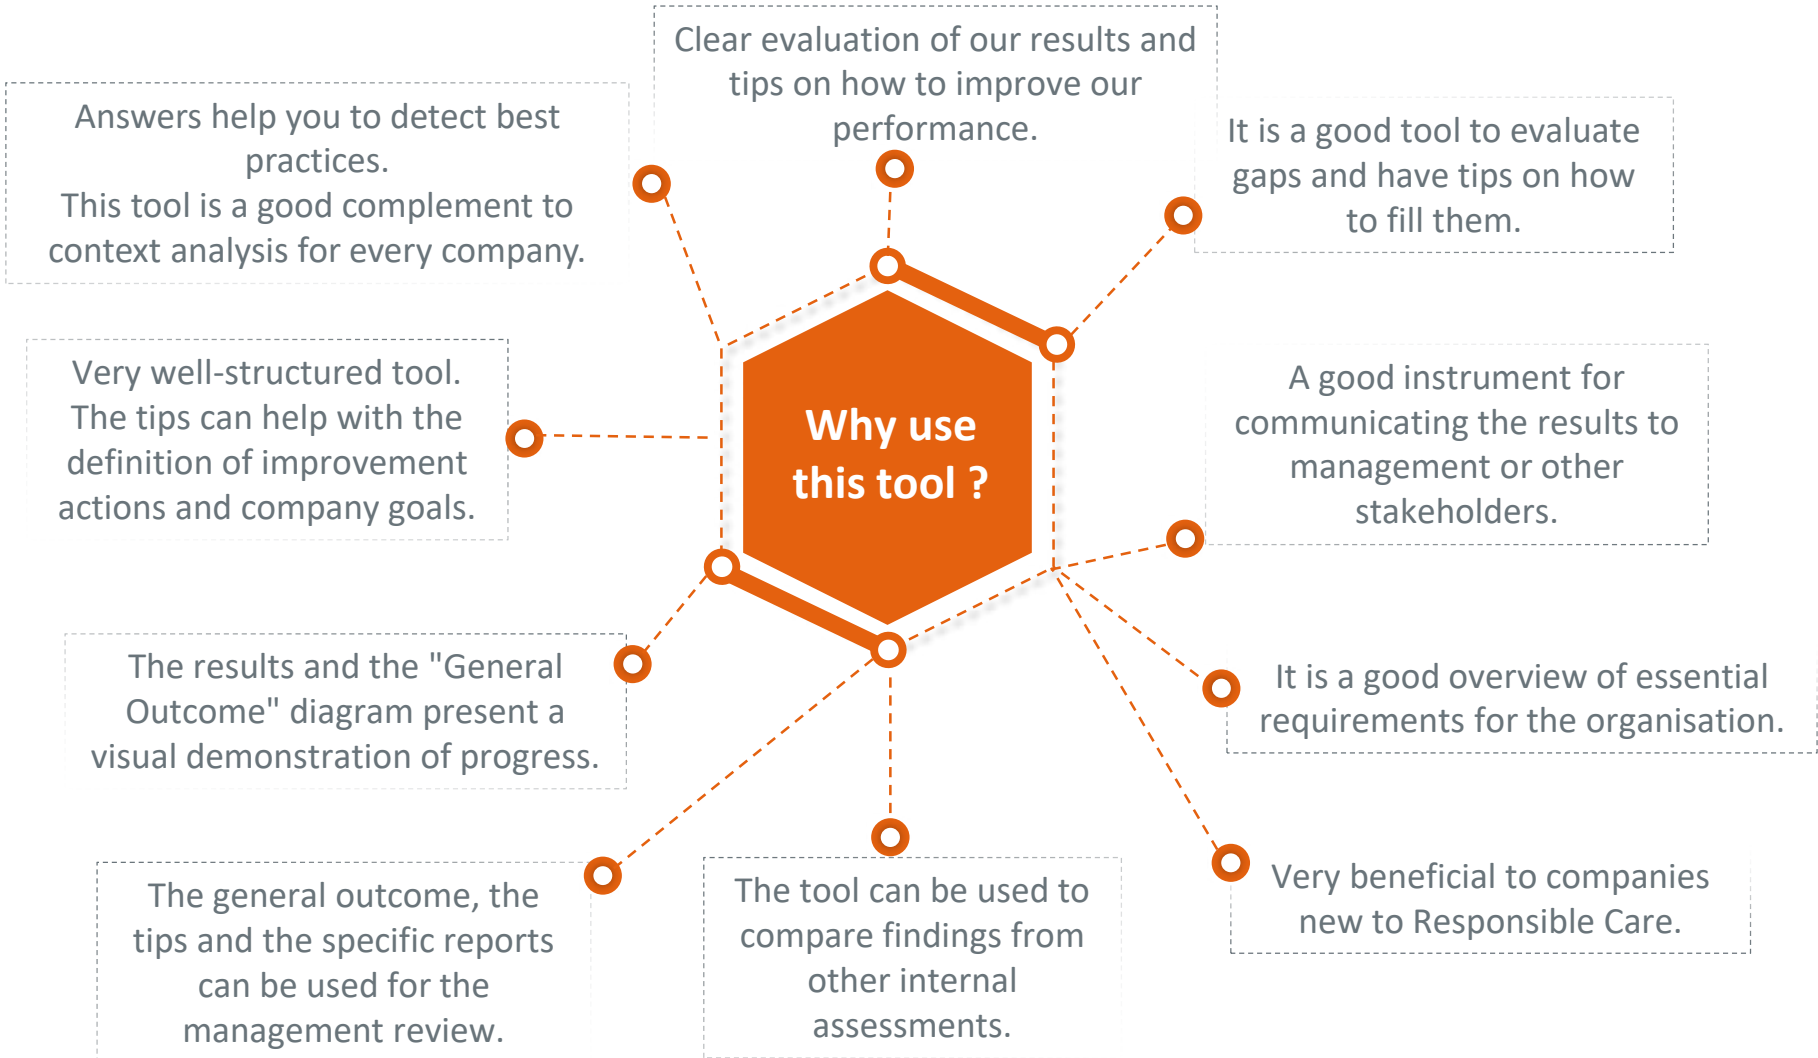 Clear evaluation of our results and
tips on how to improve our
performance.
Answers help you to detect best
practices.
This tool is a good complement to
context analysis for every company.
It is a good tool to evaluate
gaps and have tips on how
to fill them.
Very well-structured tool.
The tips can help with the
definition of improvement
actions and company goals.
Why use
this tool ?
A good instrument for
communicating the results to
management or other
stakeholders.
The results and the "General
Outcome" diagram present a
visual demonstration of progress.
It is a good overview of essential
requirements for the organisation.
The general outcome, the
tips and the specific reports
can be used for the
management review.
The tool can be used to
compare findings from
other internal
assessments.
Very beneficial to companies
new to Responsible Care.